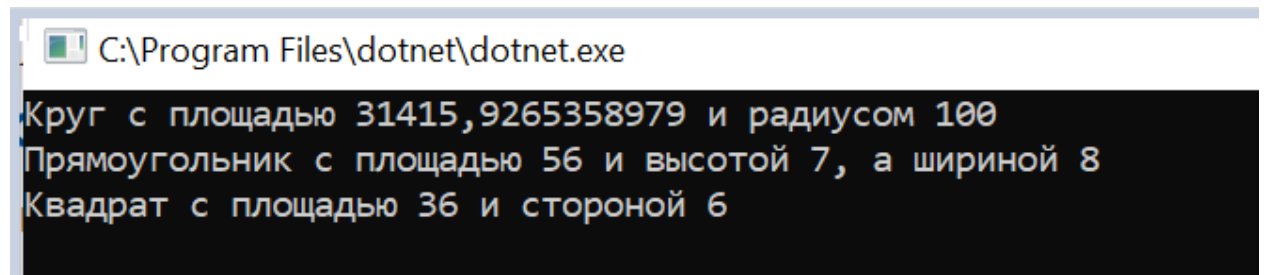 C:\Program Files\dotnet\dotnet.exe
Круг с площадью 31415,9265358979 и радиусом 100
Прямоугольник с площадью 56 и высотой 7, а шириной 8
Квадрат с площадью 36 и стороной 6